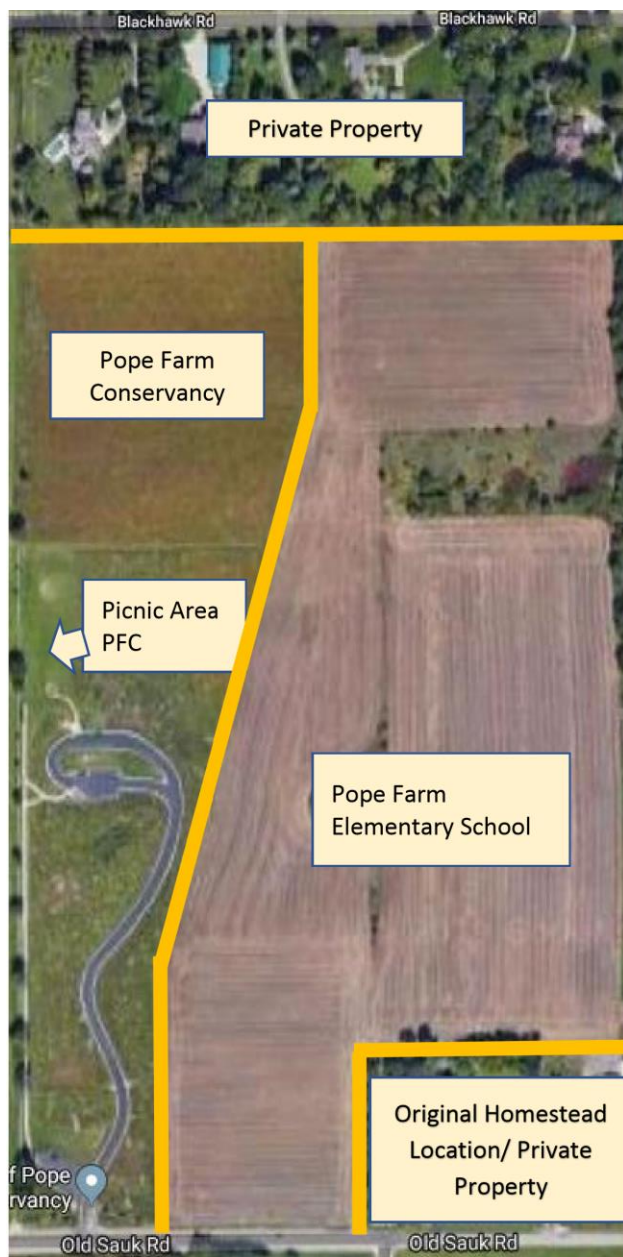 Blackhawk Rd
Blackhawk Rd
Private Property
Pope Farm
Conservancy
Picnic Area
PFC
Pope Farm
Elementary School
Original Homestead
Location/ Private
Property
f Pope
rvancy
Old Sauk Rd
Old Sauk Rd